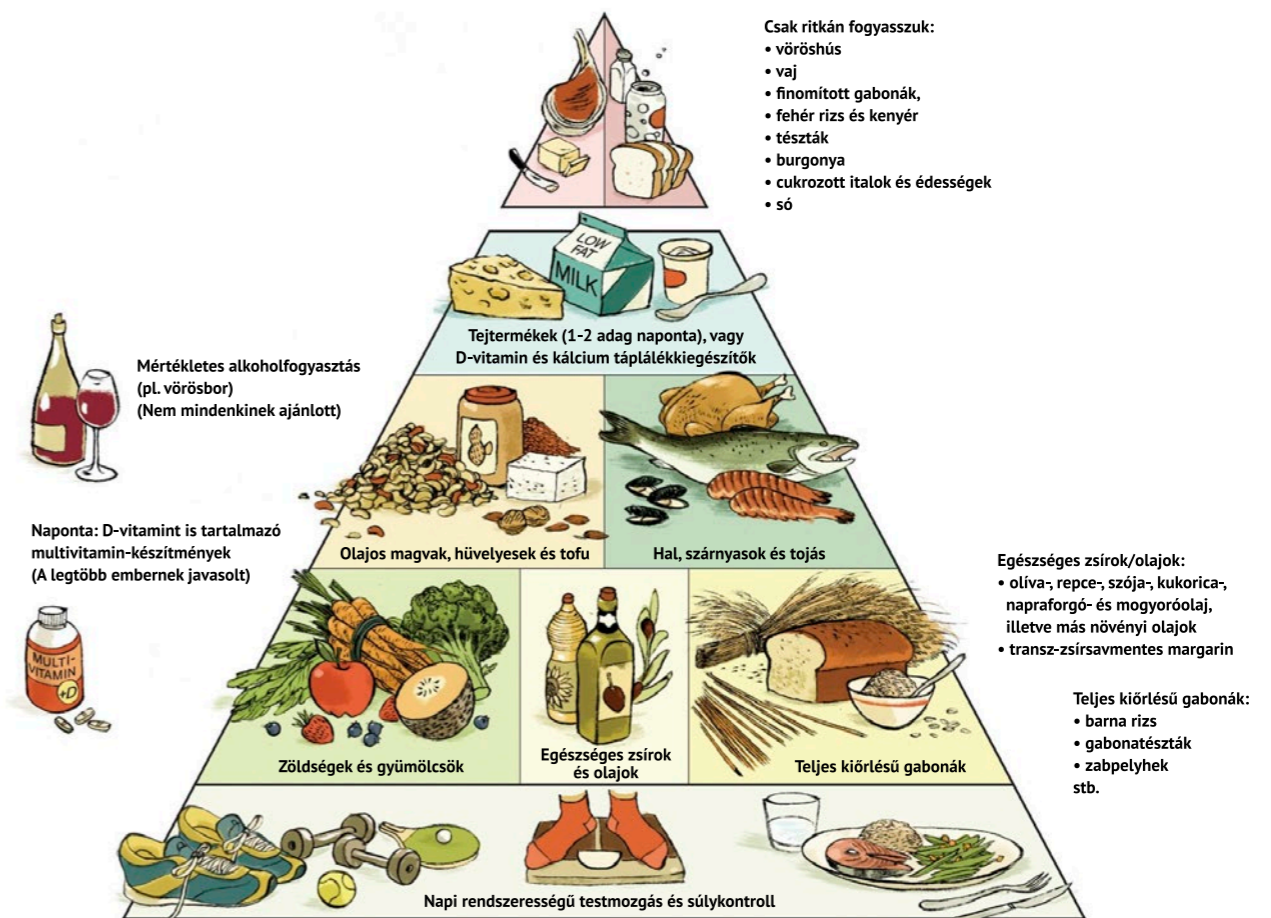 Csak ritkán fogyasszuk:
• vöröshús
• vaj
• finomított gabonák,
• fehér rizs és kenyér
• tészták
• burgonya
• cukrozott italok és édességek
• só
LOW
FAT
MILK
Tejtermékek (1-2 adag naponta), vagy
D-vitamin és kálcium táplálékkiegészítők
Mértékletes alkoholfogyasztás
(pl. vörösbor)
(Nem mindenkinek ajánlott)
Olajos magvak, hüvelyesek és tofu
Hal, szárnyasok és tojás
Naponta: D-vitamint is tartalmazó
multivitamin-készítmények
(A legtöbb embernek javasolt)
MULTI-
VITAMIN
+D
Egészséges zsírok/olajok:
• olíva-, repce-, szója-, kukorica-,
napraforgó- és mogyoróolaj,
illetve más növényi olajok
• transz-zsírsavmentes margarin
Teljes kiőrlésű gabonák:
• barna rizs
• gabonatészták
• zabpelyhek
stb.
Zöldségek és gyümölcsök
Egészséges zsírok
és olajok
Teljes kiőrlésű gabonák
Napi rendszerességű testmozgás és súlykontroll